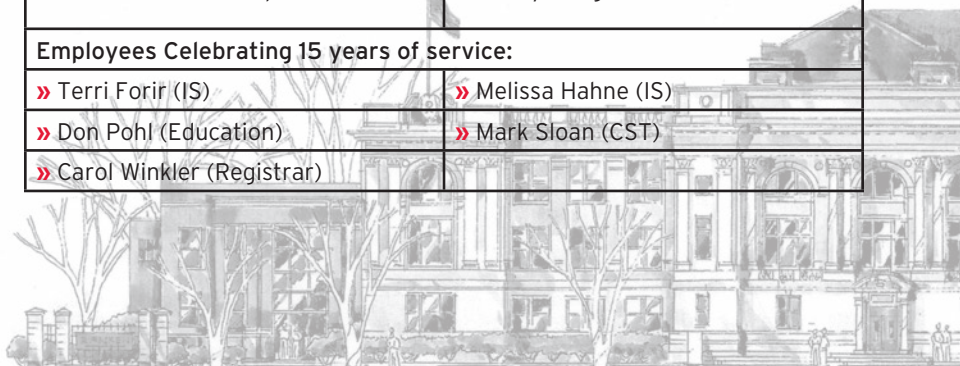 Employees Celebrating 15 years of service:
» Terri Forir (IS) » Melissa Hahne (IS)
» Don Pohl (Education) » Mark Sloan (CST)
» Carol Winkler (Registrar)